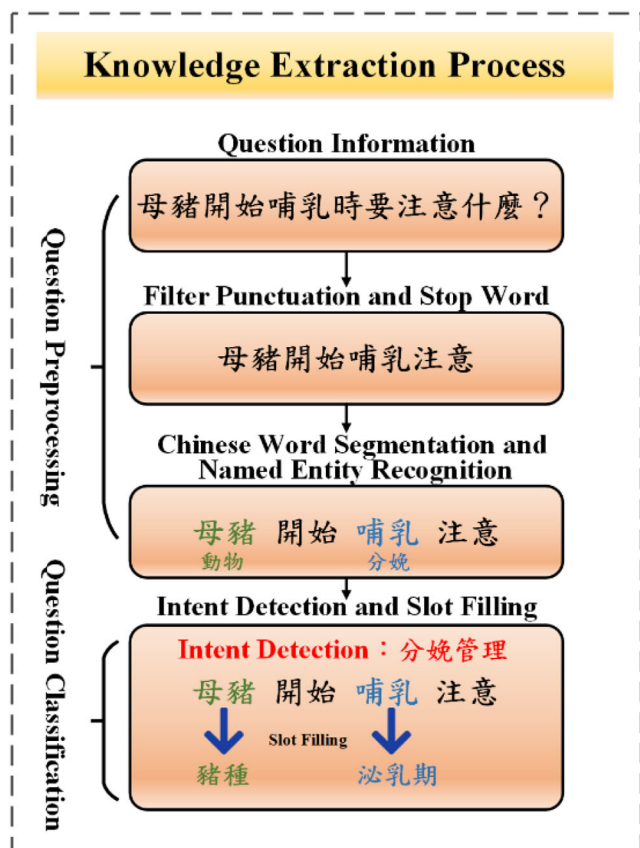 Knowledge Extraction Process
Question Preprocessing
Question Information
母豬開始哺乳時要注意什麼？
Filter Punctuation and Stop Word
母豬開始哺乳注意
Chinese Word Segmentation and
Named Entity Recognition
母豬 開始 哺乳 注意
動物 分娩
Question Classification
Intent Detection and Slot Filling
Intent Detection：分娩管理
母豬 開始 哺乳 注意
Slot Filling
豬種 泌乳期